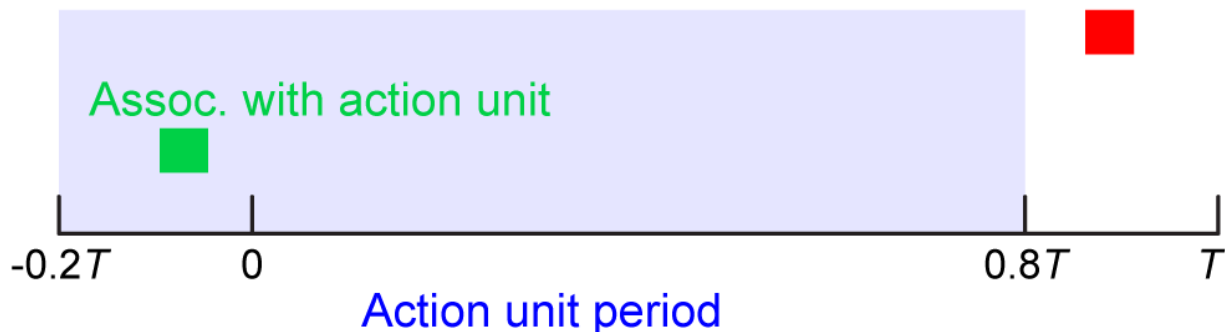 Assoc. with action unit
-0.2T 0 0.8T T
Action unit period